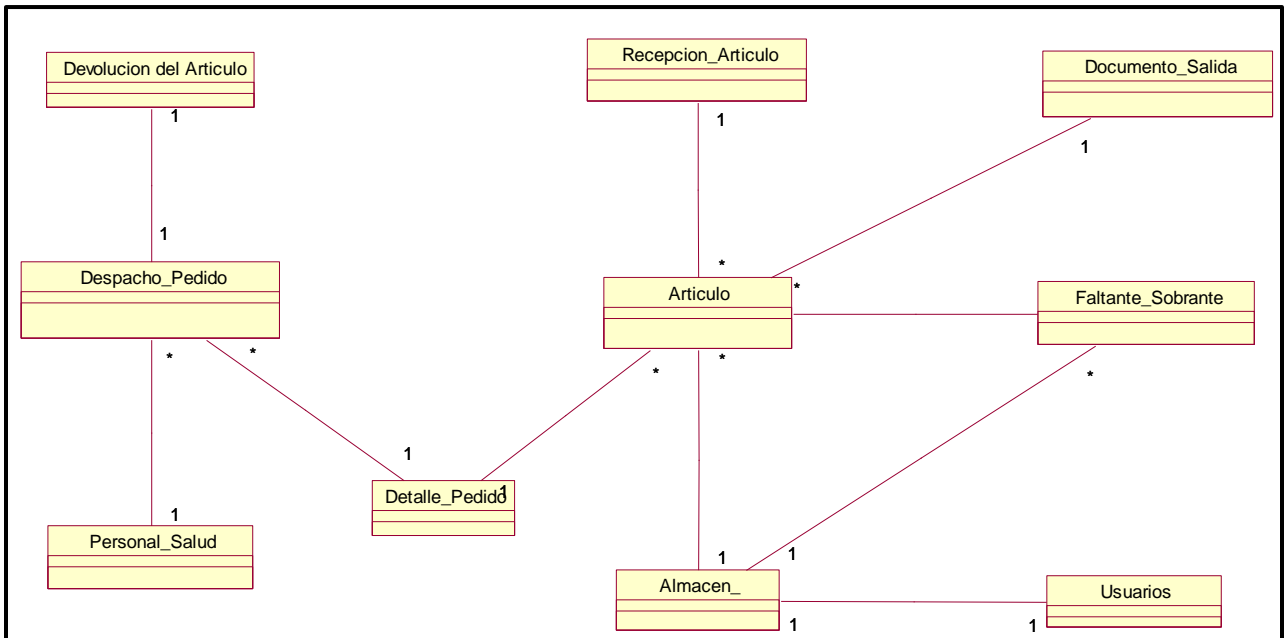 Devolucion del Articulo
Recepcion_Articulo
Documento_Salida
1
1
1
1
Despacho_Pedido
*
*
Articulo
Faltante_Sobrante
*
*
*
*
*
1
1
Detalle_Pedido
1
Personal_Salud
1
1
Almacen_
Usuarios
1
1